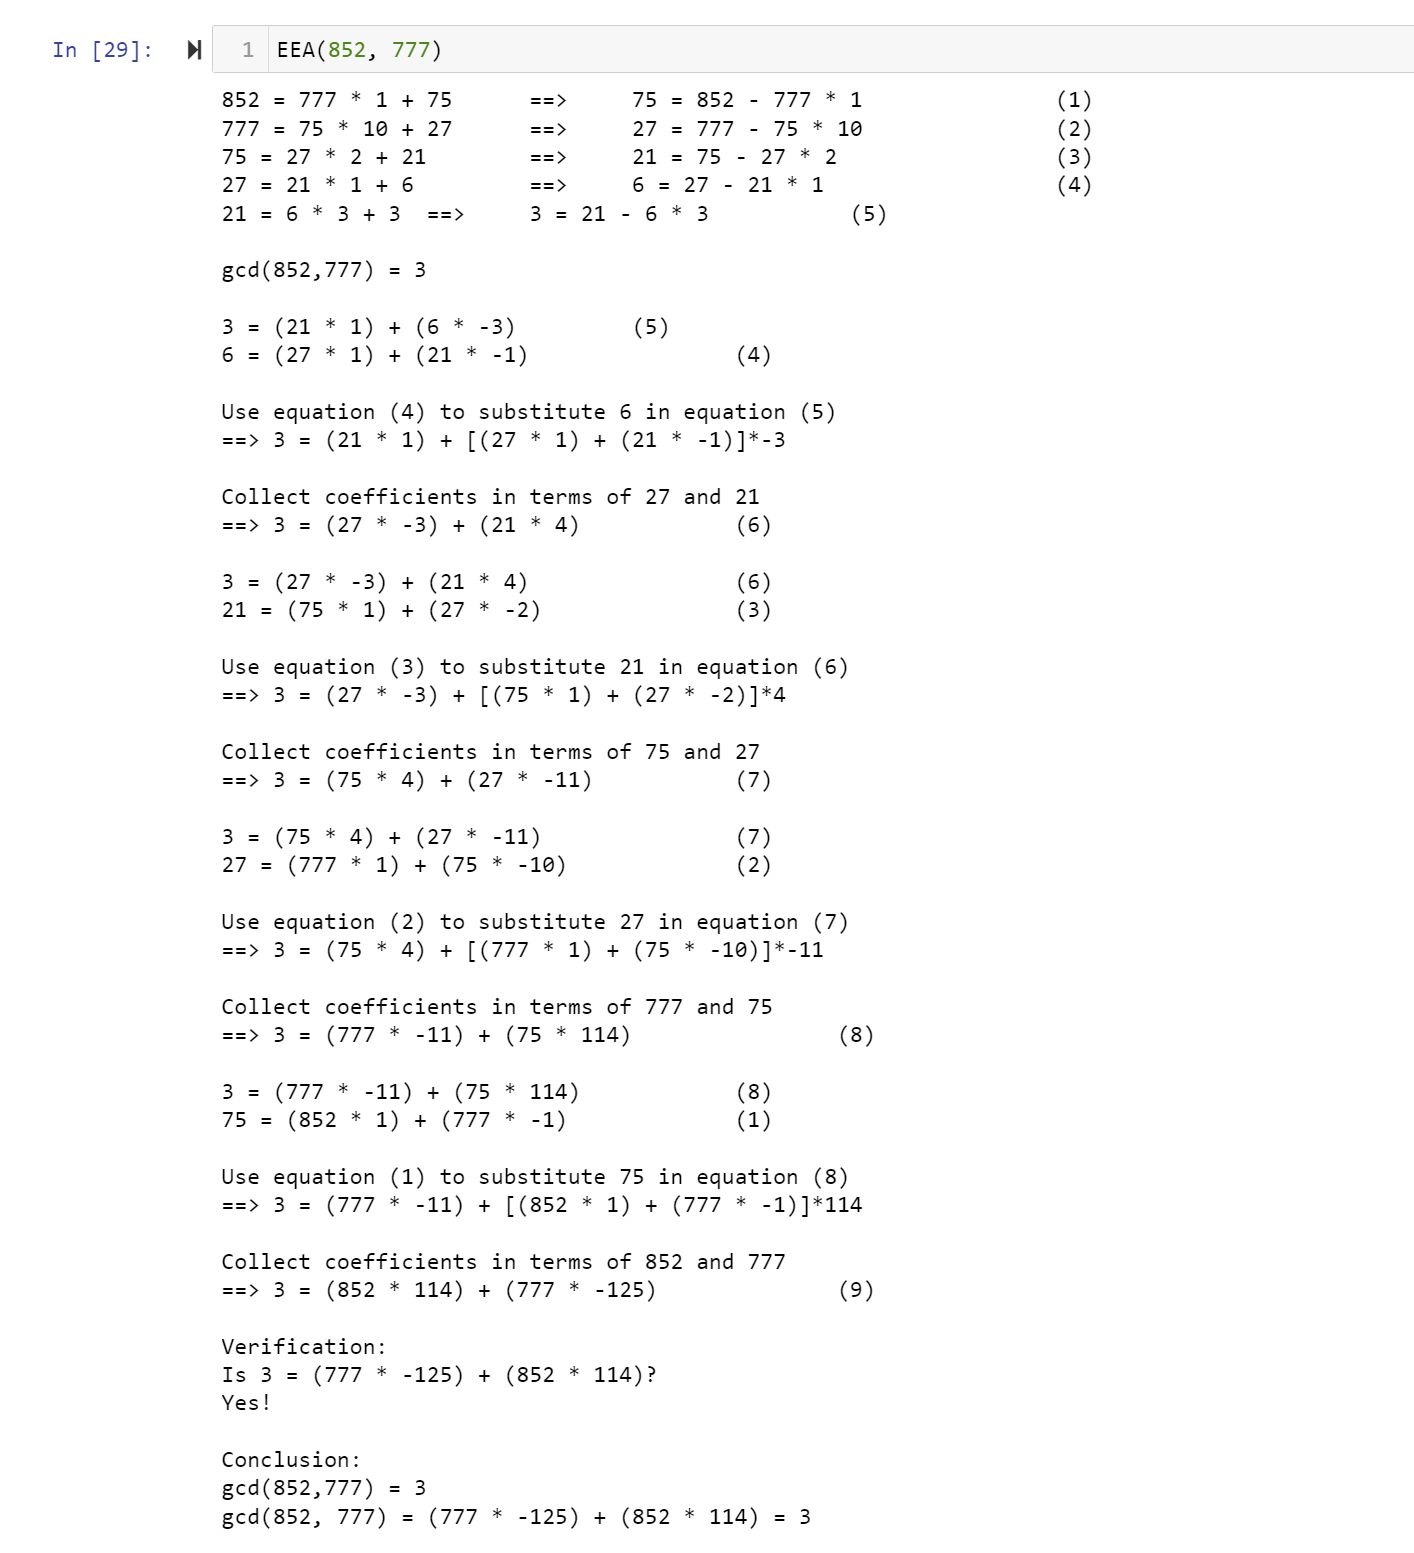 In [29]: 1 EEA(852, 777)
852 = 777 * 1 + 75 ==> 75 = 852 - 777 * 1 (1)
777 = 75 * 10 + 27 ==> 27 = 777 - 75 * 10 (2)
75 = 27 * 2 + 21 ==> 21 = 75 - 27 * 2 (3)
27 = 21 * 1 + 6 ==> 6 = 27 - 21 * 1 (4)
21 = 6 * 3 + 3 ==> 3 = 21 - 6 * 3 (5)
gcd(852,777) = 3
3 = (21 * 1) + (6 * -3) (5)
6 = (27 * 1) + (21 * -1) (4)
Use equation (4) to substitute 6 in equation (5)
==> 3 = (21 * 1) + [(27 * 1) + (21 * -1)]*-3
Collect coefficients in terms of 27 and 21
==> 3 = (27 * -3) + (21 * 4) (6)
3 = (27 * -3) + (21 * 4) (6)
21 = (75 * 1) + (27 * -2) (3)
Use equation (3) to substitute 21 in equation (6)
==> 3 = (27 * -3) + [(75 * 1) + (27 * -2)]*4
Collect coefficients in terms of 75 and 27
==> 3 = (75 * 4) + (27 * -11) (7)
3 = (75 * 4) + (27 * -11) (7)
27 = (777 * 1) + (75 * -10) (2)
Use equation (2) to substitute 27 in equation (7)
==> 3 = (75 * 4) + [(777 * 1) + (75 * -10)]*-11
Collect coefficients in terms of 777 and 75
==> 3 = (777 * -11) + (75 * 114) (8)
3 = (777 * -11) + (75 * 114) (8)
75 = (852 * 1) + (777 * -1) (1)
Use equation (1) to substitute 75 in equation (8)
==> 3 = (777 * -11) + [(852 * 1) + (777 * -1)]*114
Collect coefficients in terms of 852 and 777
==> 3 = (852 * 114) + (777 * -125) (9)
Verification:
Is 3 = (777 * -125) + (852 * 114)?
Yes!
Conclusion:
gcd(852,777) = 3
gcd(852, 777) = (777 * -125) + (852 * 114) = 3